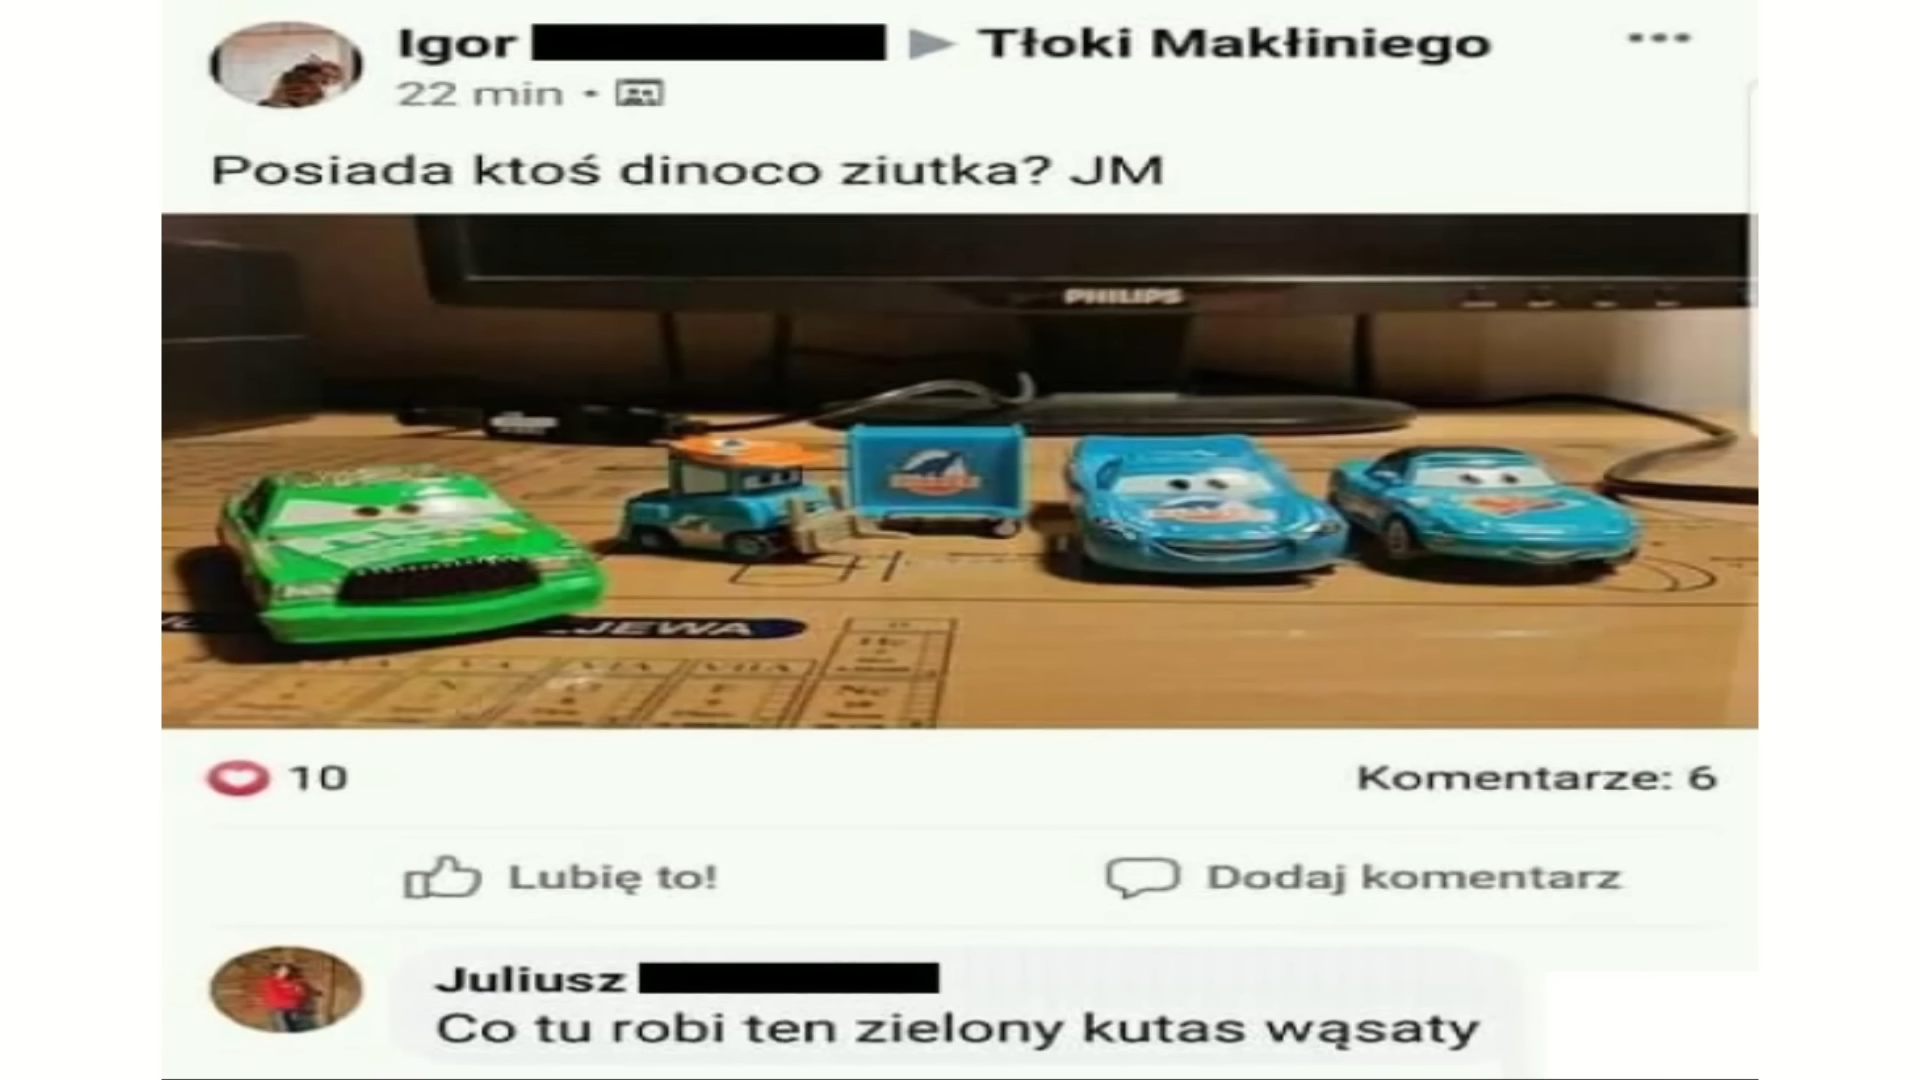 Igor
Tłoki Makłiniego
22 min
Posiada ktoś dinoco ziutka? JM
PHILIPS
JEWA
10
Komentarze: 6
Lubię to!
Dodaj komentarz
Juliusz
Co tu robi ten zielony kutas wąsaty